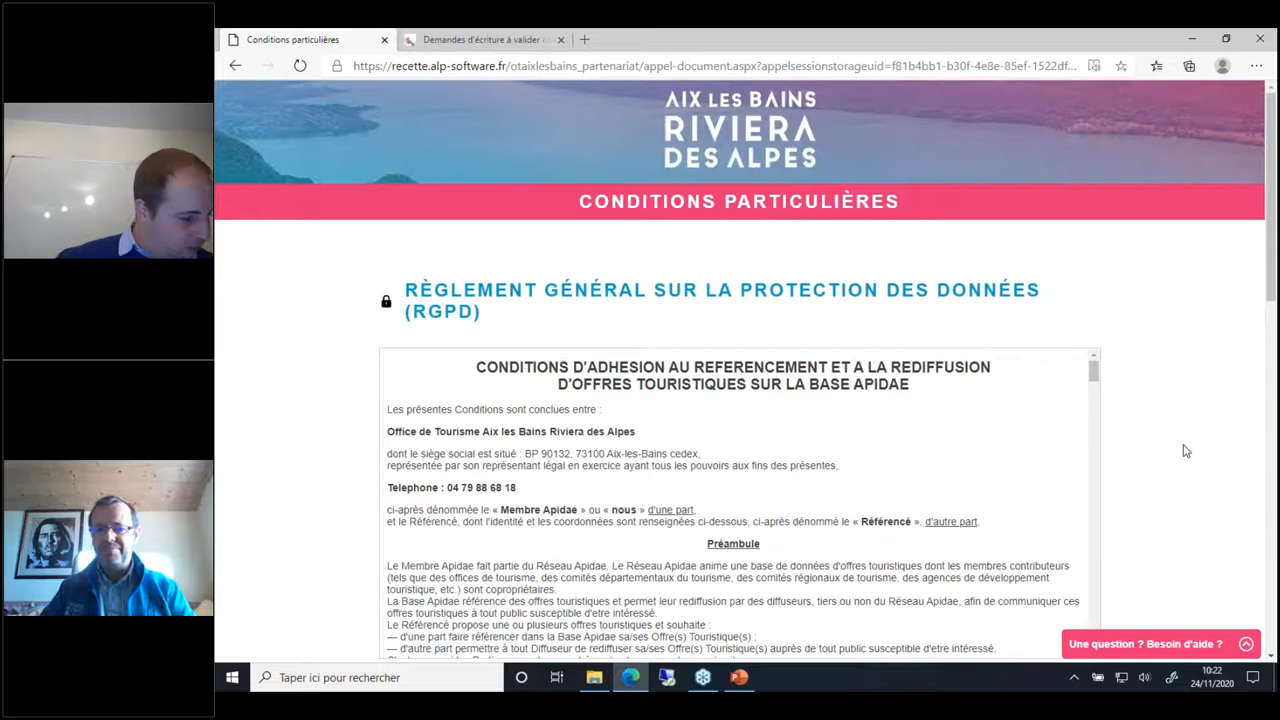 Conditions particulières
Demandes d'écriture à valider
https://recette.alp-software.fr/otaixlesbains_partenariat/appel-document.aspx?appelsessionstorageuid=f81b4bb1-b30f-4e8e-85ef-1522df...
AIX LES BAINS
RIVIERA
DES ALPES
CONDITIONS PARTICULIÈRES
RÈGLEMENT GÉNÉRAL SUR LA PROTECTION DES DONNÉES
(RGPD)
CONDITIONS D'ADHESION AU REFERENCEMENT ET A LA REDIFFUSION
D'OFFRES TOURISTIQUES SUR LA BASE APIDAE
Les présentes Conditions sont conclues entre :
Office de Tourisme Aix les Bains Riviera des Alpes
dont le siège social est situé : BP 90132, 73100 Aix-les-Bains cedex,
représentée par son représentant légal en exercice ayant tous les pouvoirs aux fins des présentes,
Telephone : 04 79 88 68 18
ci-après dénommée le « Membre Apidae » ou « nous » d'une part,
et le Référencé, dont l'identité et les coordonnées sont renseignées ci-dessous, ci-après dénommé le « Référencé », d'autre part.
Préambule
Le Membre Apidae fait partie du Réseau Apidae. Le Réseau Apidae anime une base de données d'offres touristiques dont les membres contributeurs
(tels que des offices de tourisme, des comités départementaux du tourisme, des comités régionaux de tourisme, des agences de développement
touristique, etc.) sont copropriétaires.
La Base Apidae référence des offres touristiques et permet leur rediffusion par des diffuseurs, tiers ou non du Réseau Apidae, afin de communiquer ces
offres touristiques à tout public susceptible d'etre intéressé.
Le Référencé propose une ou plusieurs offres touristiques et souhaite :
— d'une part faire référencer dans la Base Apidae sa/ses Offre(s) Touristique(s) ;
— d'autre part permettre à tout Diffuseur de rediffuser sa/ses Offre(s) Touristique(s) auprès de tout public susceptible d'etre intéressé.
Une question ? Besoin d'aide ?
Taper ici pour rechercher
10:22
24/11/2020